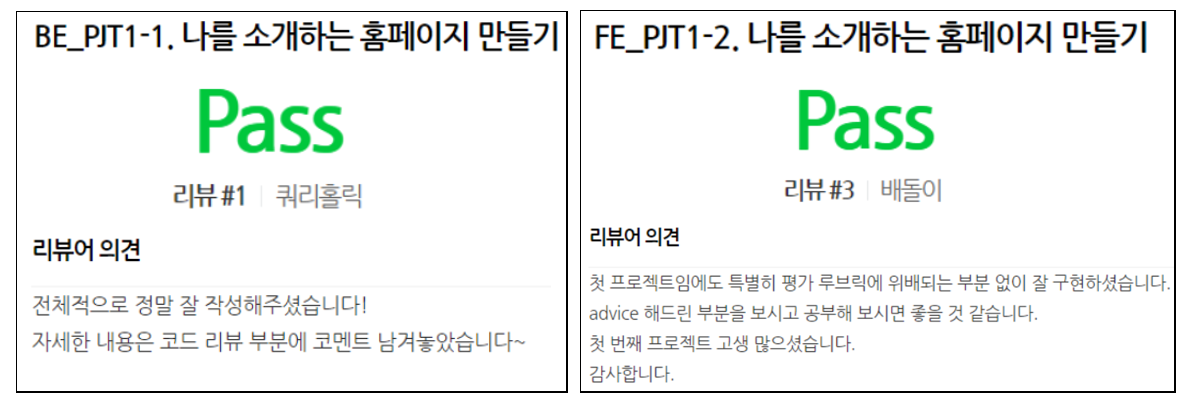 BE_PJT1-1. 나를 소개하는 홈페이지 만들기
Pass
리뷰 #1 쿼리홀릭
리뷰어 의견
전체적으로 정말 잘 작성해주셨습니다!
자세한 내용은 코드 리뷰 부분에 코멘트 남겨놓았습니다~
FE_PJT1-2. 나를 소개하는 홈페이지 만들기
Pass
리뷰 #3 배돌이
리뷰어 의견
첫 프로젝트임에도 특별히 평가 루브릭에 위배되는 부분 없이 잘 구현하셨습니다.
advice 해드린 부분을 보시고 공부해 보시면 좋을 것 같습니다.
첫 번째 프로젝트 고생 많으셨습니다.
감사합니다.